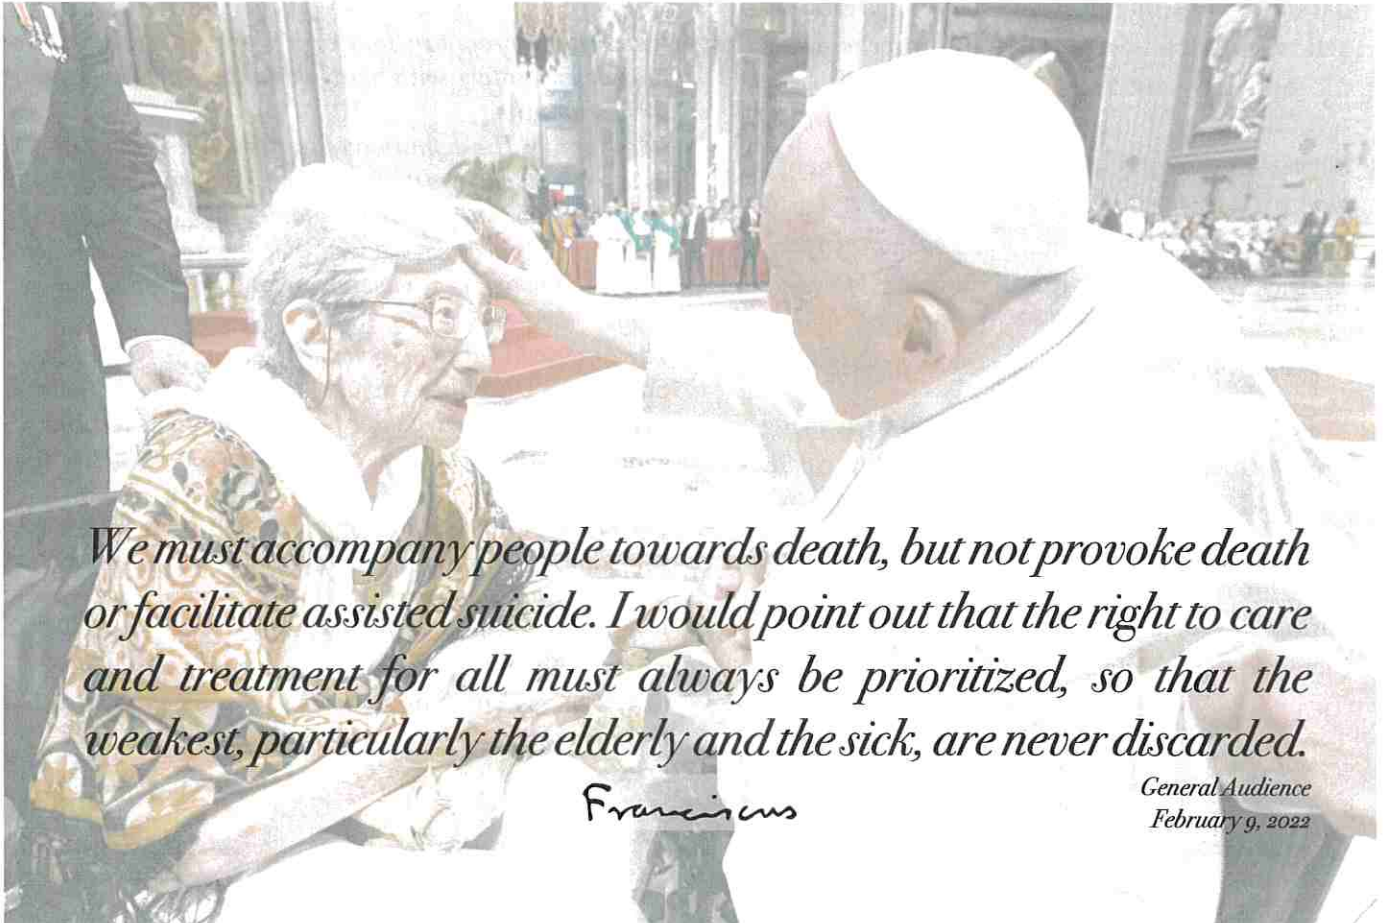 We must accompany people towards death, but not provoke death
or facilitate assisted suicide. I would point out that the right to care
and treatment for all must always be prioritized, so that the
weakest, particularly the elderly and the sick, are never discarded.
Franciscus
General Audience
February 9, 2022